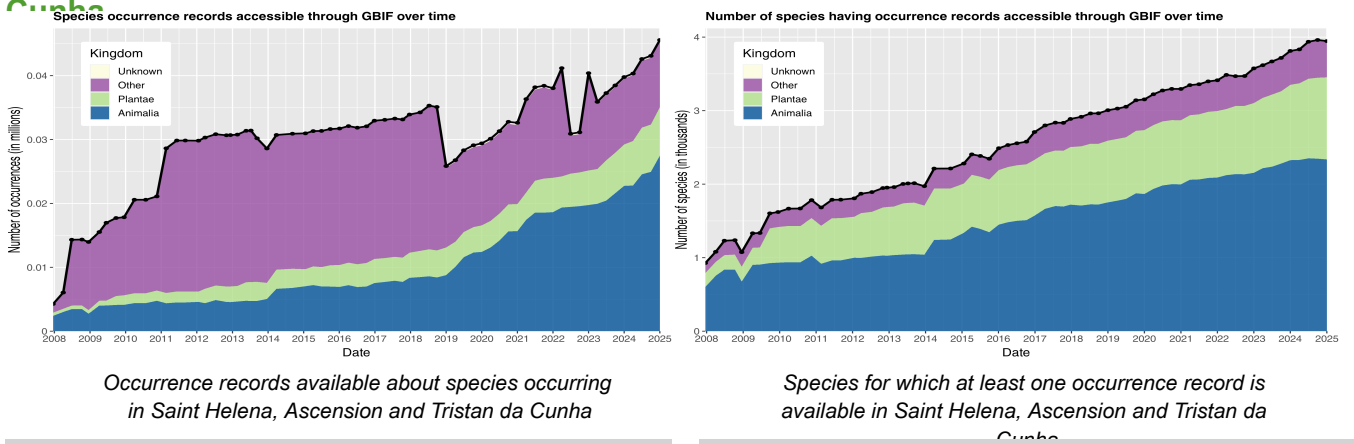 Cunha
Species occurrence records accessible through GBIF over time
Kingdom
Unknown
Other
Plantae
Animalia
Number of occurrences (in millions)
0.04
0.03
0.02
0.01
0
2008 2009 2010 2011 2012 2013 2014 2015 2016 2017 2018 2019 2020 2021 2022 2023 2024 2025
Date
Occurrence records available about species occurring
in Saint Helena, Ascension and Tristan da Cunha
Number of species having occurrence records accessible through GBIF over time
Kingdom
Unknown
Other
Plantae
Animalia
Number of species (in thousands)
4
3
2
1
0
2008 2009 2010 2011 2012 2013 2014 2015 2016 2017 2018 2019 2020 2021 2022 2023 2024 2025
Date
Species for which at least one occurrence record is
available in Saint Helena, Ascension and Tristan da
Cunha